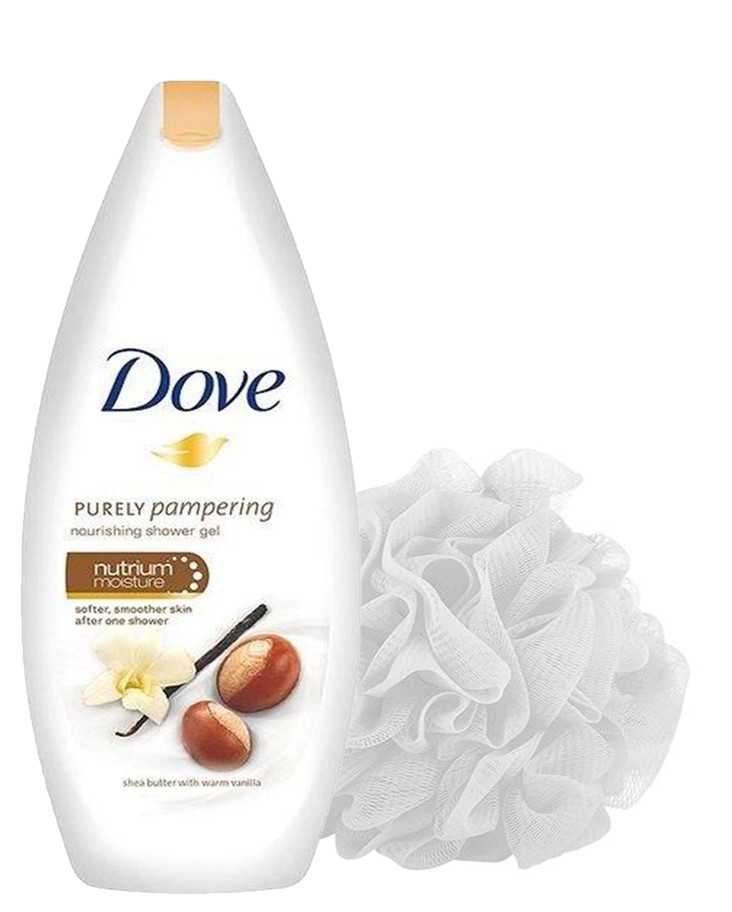 Dove
PURELY pampering
nourishing shower gel
nutrium
moisture
softer, smoother skin
after one shower
shea butter with warm vanilla